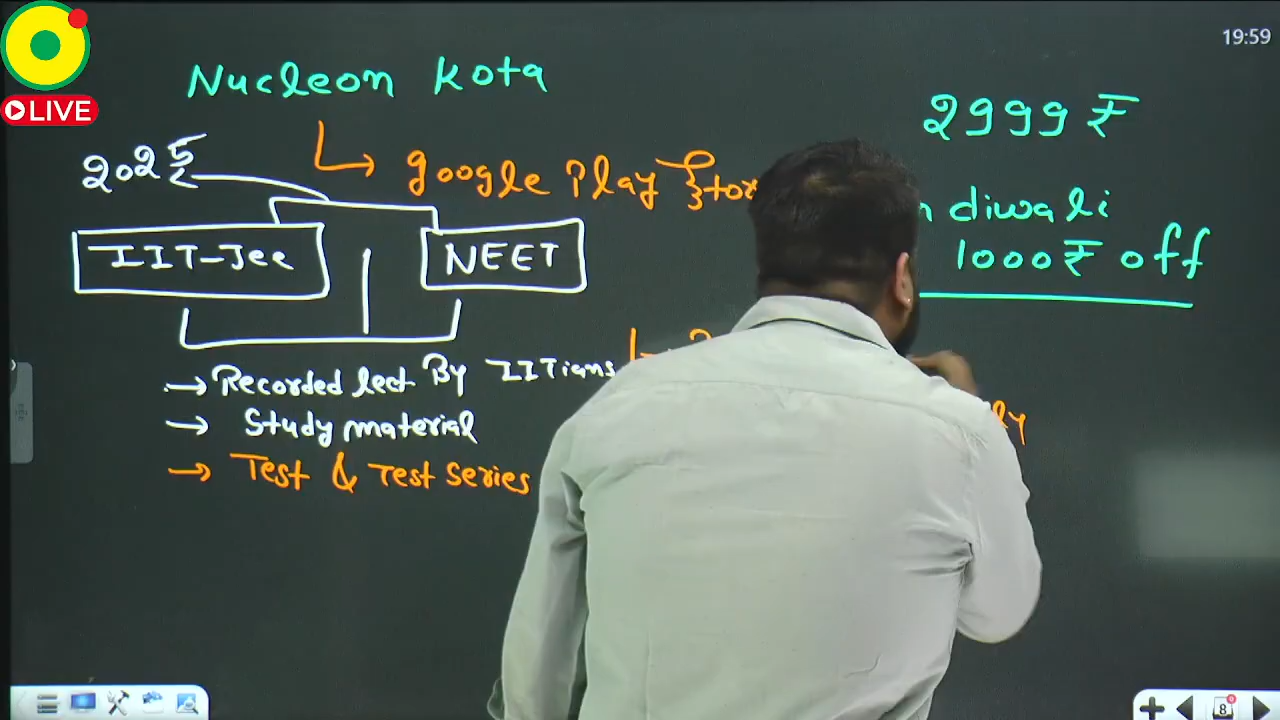 19:59
LIVE
Nucleon Kota
2999 ₹
2025
google Play
diwali
1000 ₹ off
IIT-Jee
NEET
→ Recorded lect By IITians
→ Study material
→ Test & Test series
8